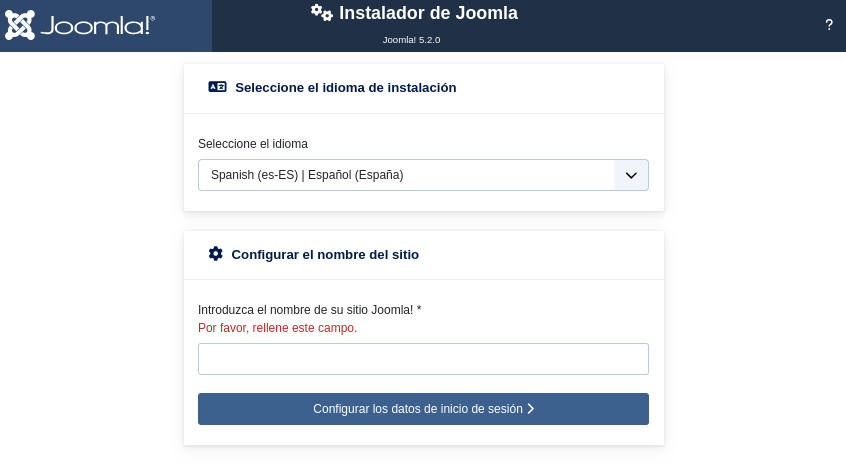 Joomla!®
Instalador de Joomla
Joomla! 5.2.0
?
Seleccione el idioma de instalación
Seleccione el idioma
Spanish (es-ES) | Español (España)
Configurar el nombre del sitio
Introduzca el nombre de su sitio Joomla! *
Por favor, rellene este campo.
Configurar los datos de inicio de sesión